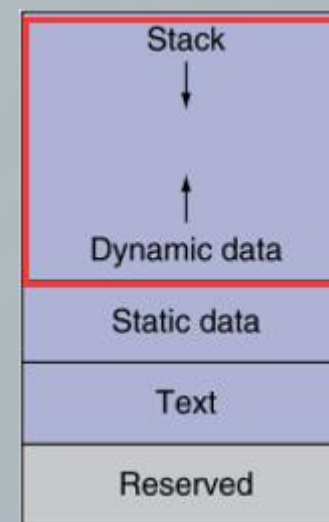 Stack
Dynamic data
Static data
Text
Reserved